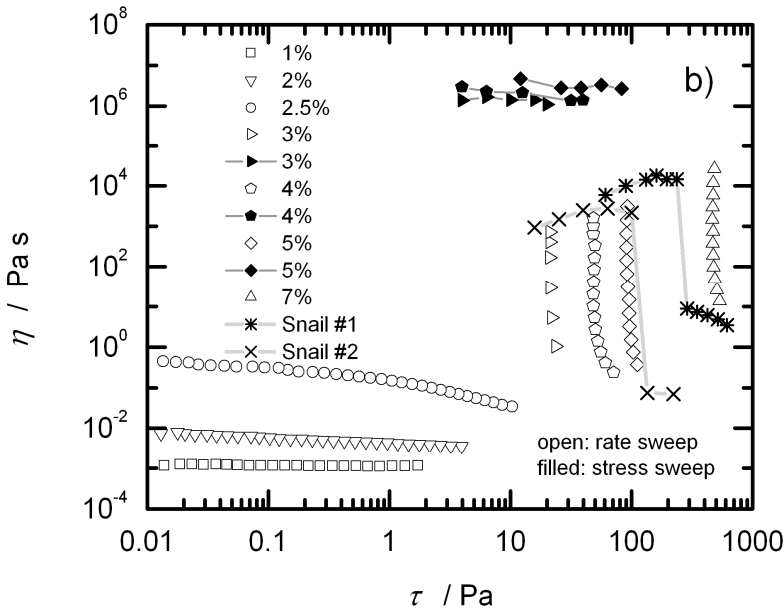 10^8
10^6
10^4
10^2
10^0
10^-2
10^-4
η / Pa s
b)
1%
2%
2.5%
3%
3%
4%
4%
5%
5%
7%
Snail #1
Snail #2
open: rate sweep
filled: stress sweep
0.01 0.1 1 10 100 1000
τ / Pa